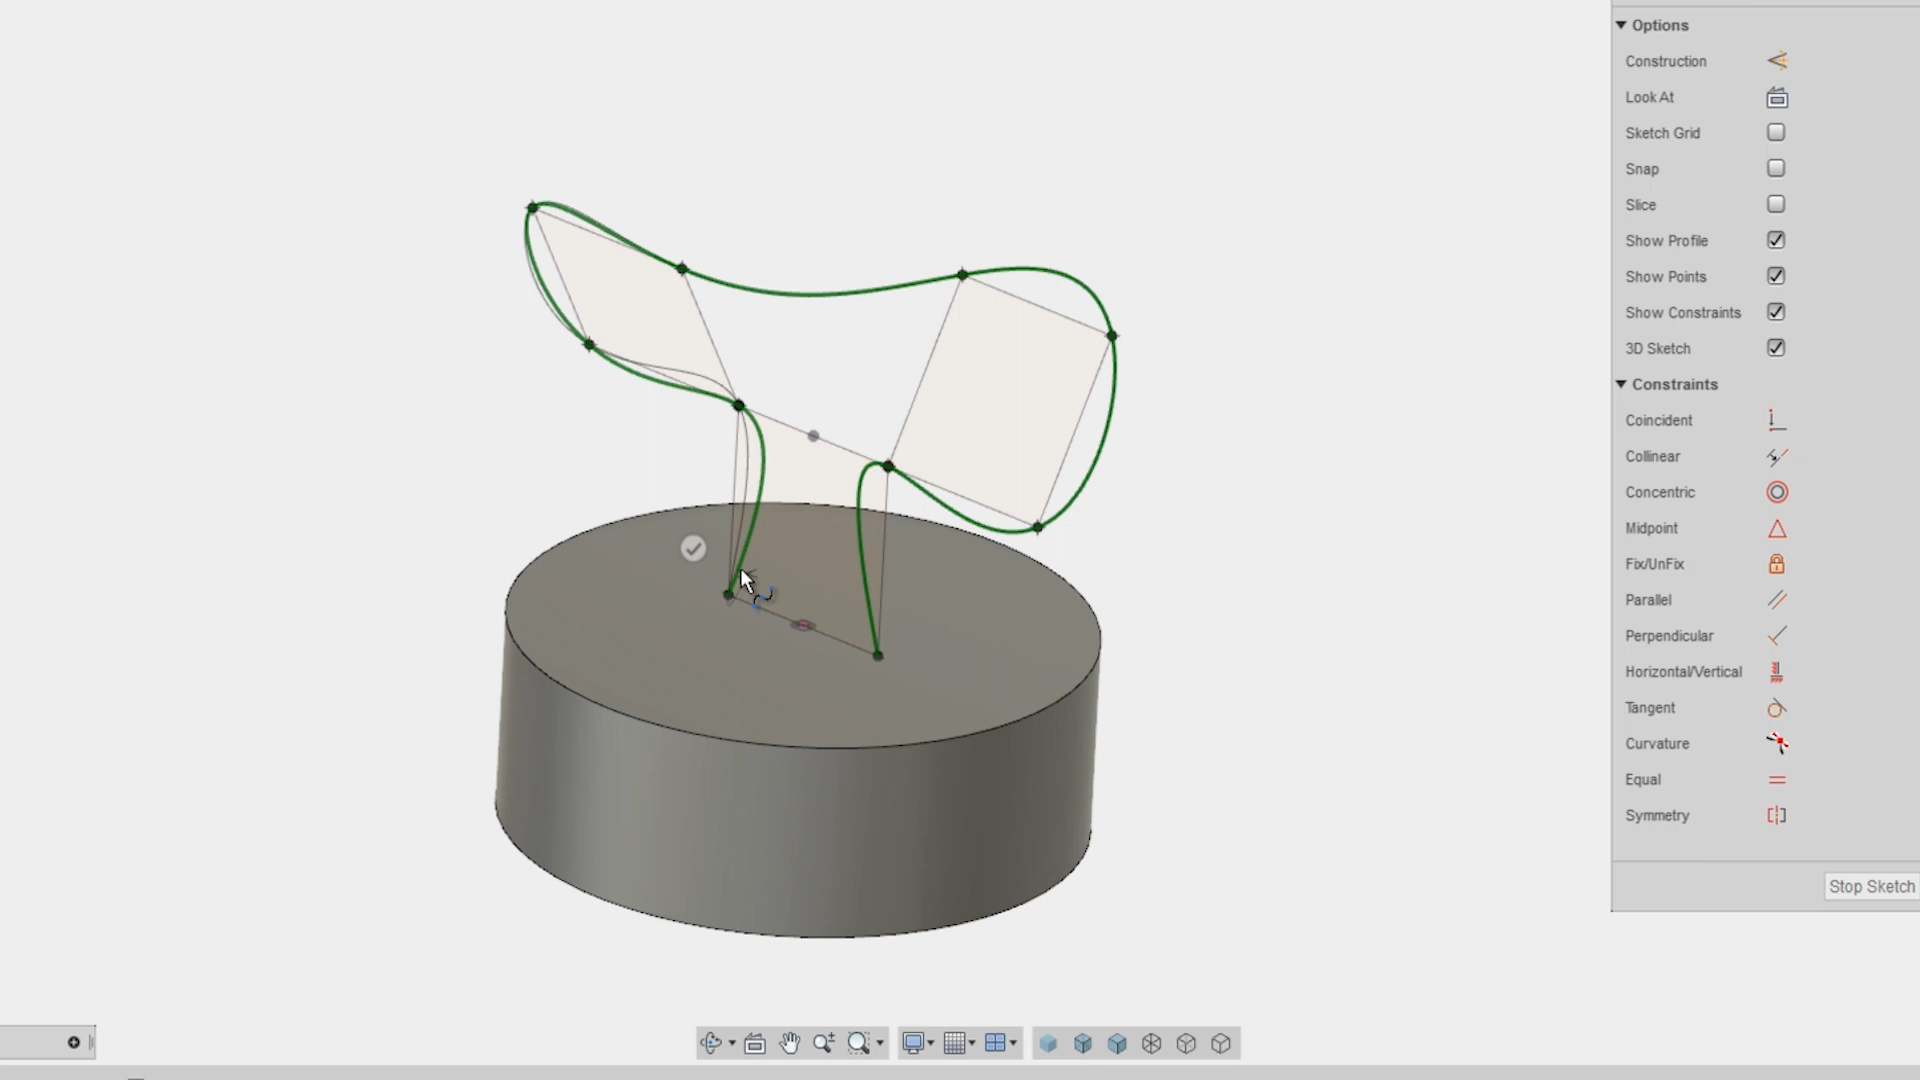 Options
Construction
Look At
Sketch Grid
Snap
Slice
Show Profile
Show Points
Show Constraints
3D Sketch
Constraints
Coincident
Collinear
Concentric
Midpoint
Fix/UnFix
Parallel
Perpendicular
Horizontal/Vertical
Tangent
Curvature
Equal
Symmetry
Stop Sketch